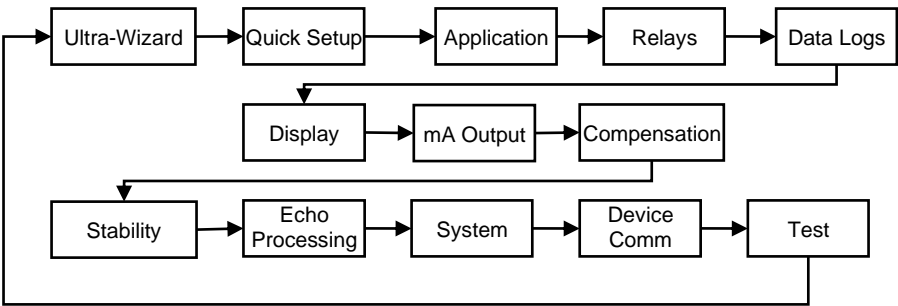 Ultra-Wizard
Quick Setup
Application
Relays
Data Logs
Display
mA Output
Compensation
Stability
Echo
Processing
System
Device
Comm
Test